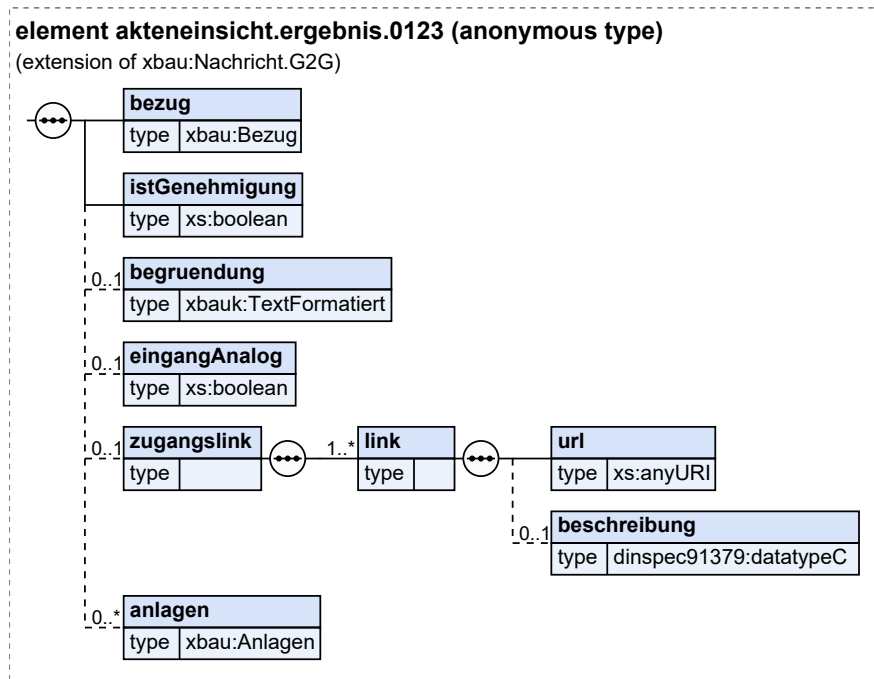 element akteneinsicht.ergebnis.0123 (anonymous type)
(extension of xbau:Nachricht.G2G)
bezug
type xbau:Bezug
istGenehmigung
type xs:boolean
0..1 begruendung
type xbauk:TextFormatiert
0..1 eingangAnalog
type xs:boolean
0..1 zugangslink 1..* link url
type type type xs:anyURI
0..1 beschreibung
type dinspec91379:datatypeC
0..* anlagen
type xbau:Anlagen